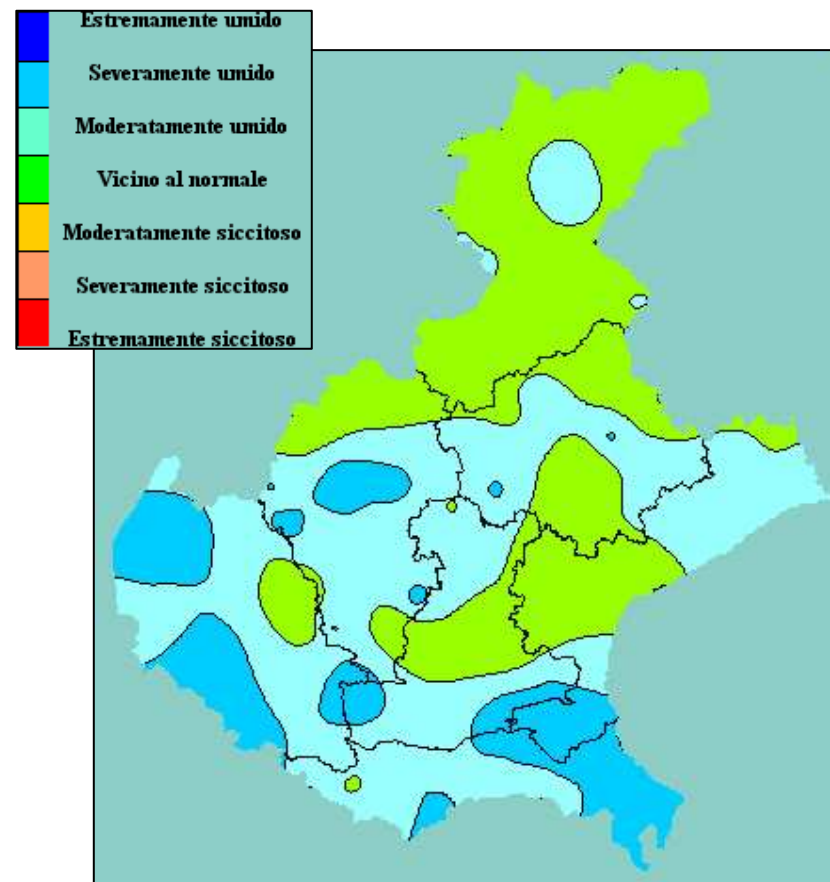 Estremamente umido
Severamente umido
Moderatamente umido
Vicino al normale
Moderatamente siccitoso
Severamente siccitoso
Estremamente siccitoso